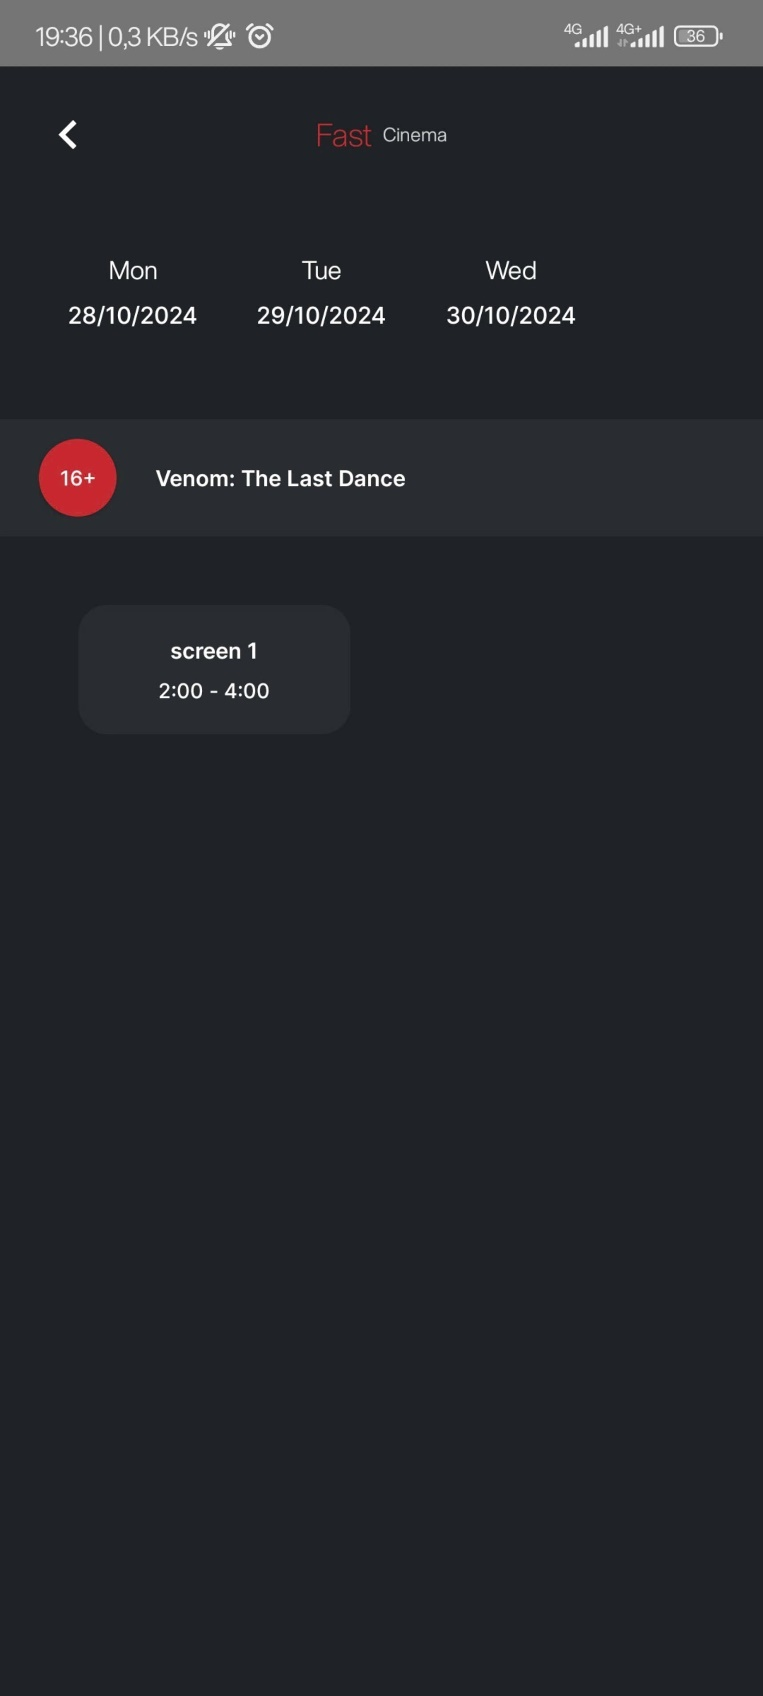 19:36 | 0,3 KB/s 4G 4G+ 36
Fast Cinema
Mon Tue Wed
28/10/2024 29/10/2024 30/10/2024
16+ Venom: The Last Dance
screen 1
2:00 - 4:00